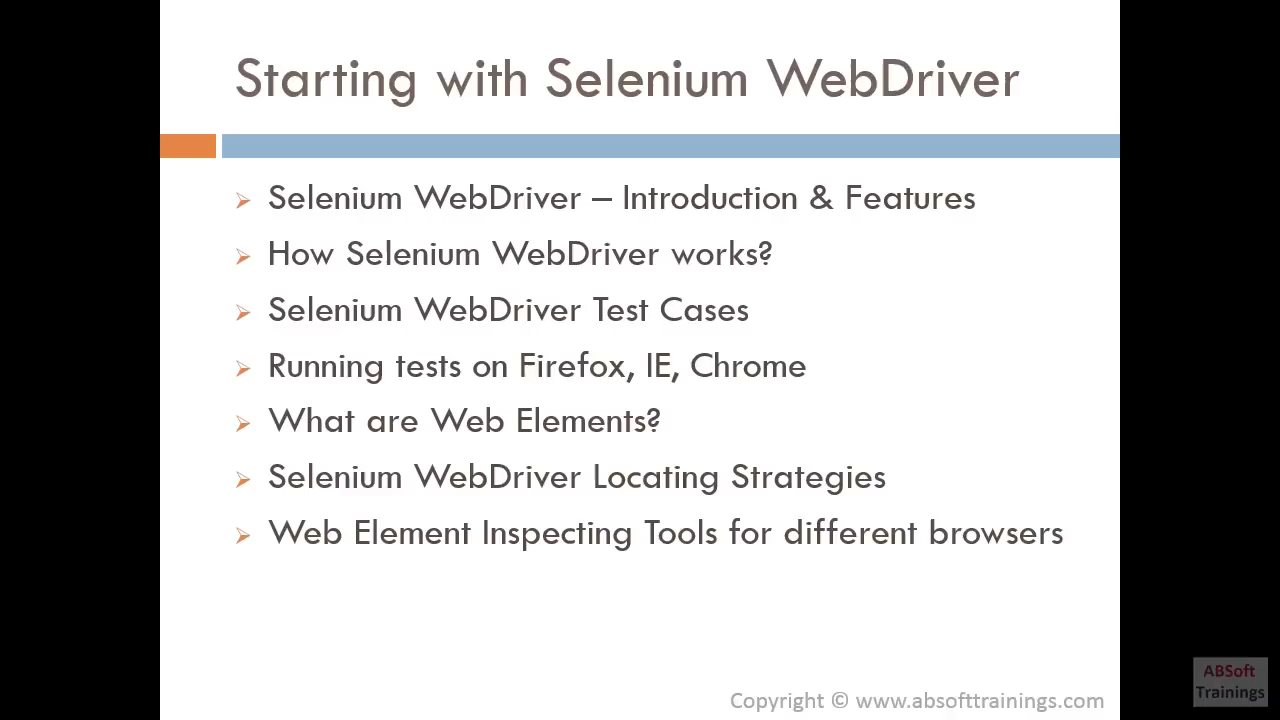 Starting with Selenium WebDriver
Selenium WebDriver – Introduction & Features
How Selenium WebDriver works?
Selenium WebDriver Test Cases
Running tests on Firefox, IE, Chrome
What are Web Elements?
Selenium WebDriver Locating Strategies
Web Element Inspecting Tools for different browsers
Copyright © www.absofttrainings.com
ABSoft
Trainings